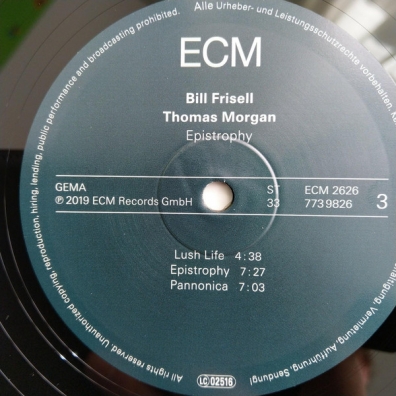 Alle Urheber- und Leistungsschutzrechte vorbehalten.
ECM
Bill Frisell
Thomas Morgan
Epistrophy
GEMA ST ECM 2626
℗ 2019 ECM Records GmbH 33 773 9826 3
Lush Life 4:38
Epistrophy 7:27
Pannonica 7:03
Vermietung, Aufführung, Sendung!
All rights reserved. Unauthorized copying, reproduction, hiring, lending, public performance and broadcasting prohibited.
LC 02516